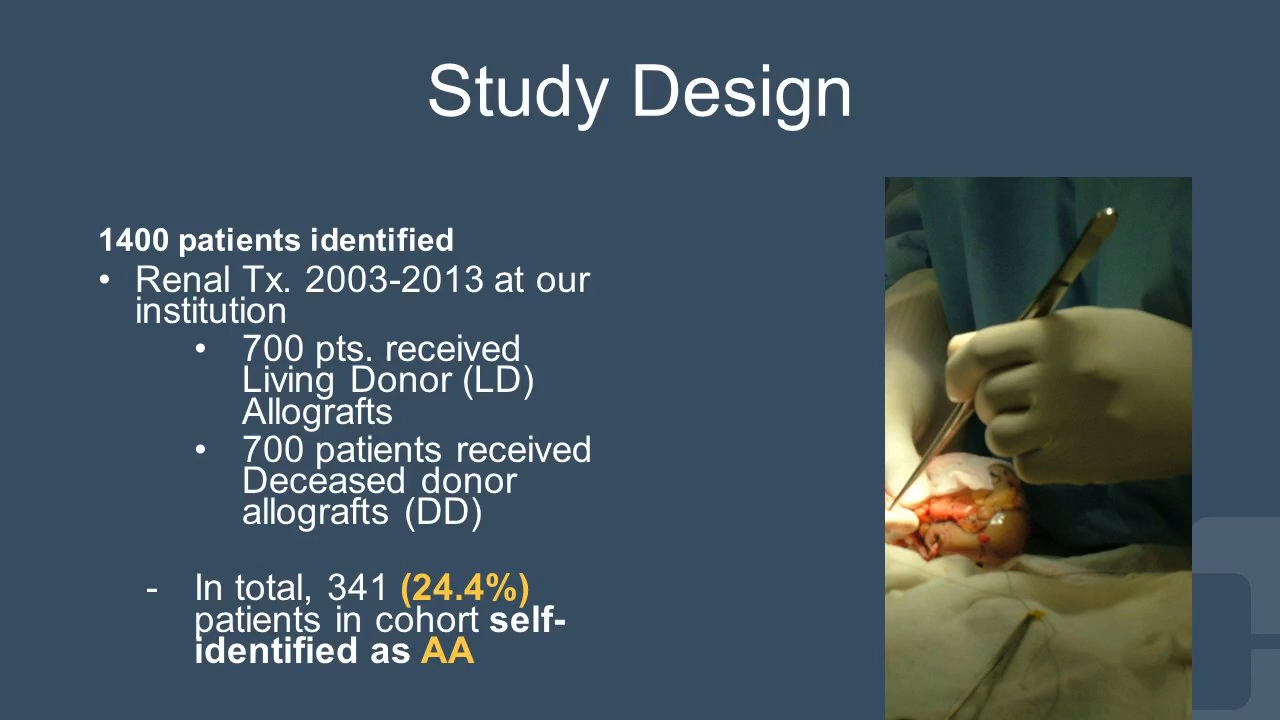 Study Design
1400 patients identified
• Renal Tx. 2003-2013 at our
institution
• 700 pts. received
Living Donor (LD)
Allografts
• 700 patients received
Deceased donor
allografts (DD)
- In total, 341 (24.4%)
patients in cohort self-
identified as AA